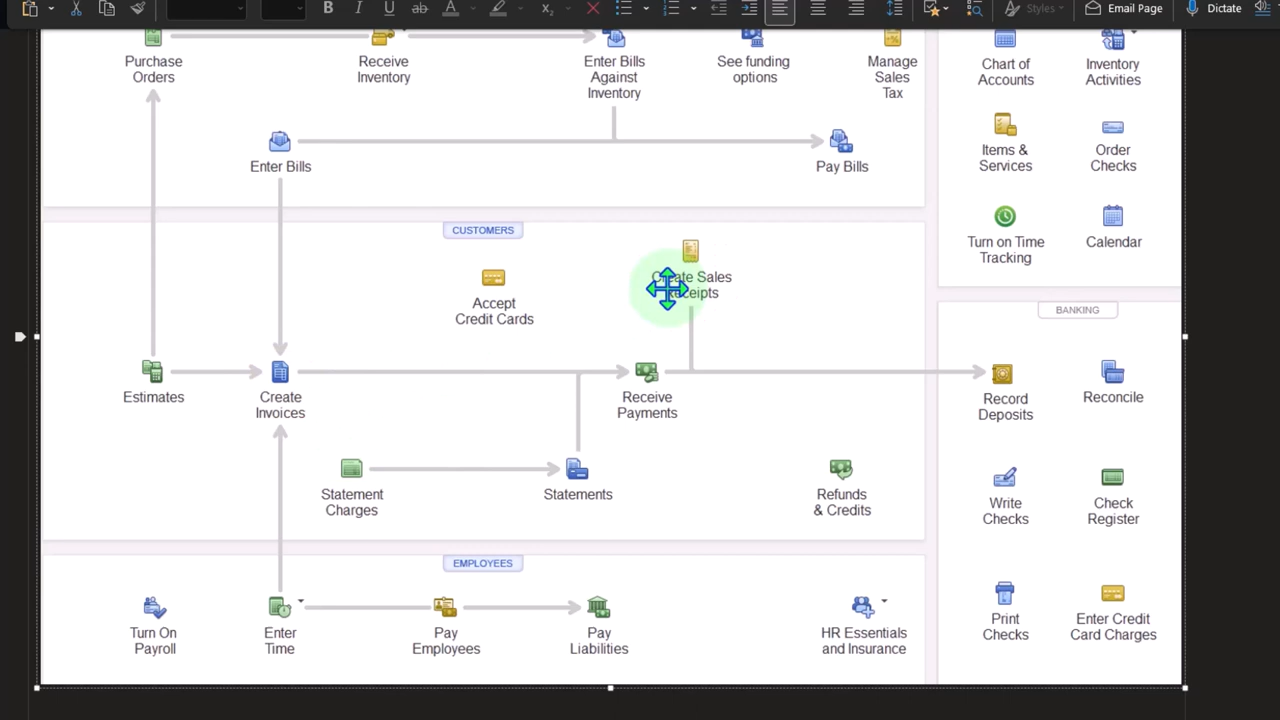 B I U ab A x
Styles
Email Page
Dictate
Purchase
Orders
Receive
Inventory
Enter Bills
Against
Inventory
See funding
options
Manage
Sales
Tax
Chart of
Accounts
Inventory
Activities
Enter Bills
Pay Bills
Items &
Services
Order
Checks
Turn on Time
Tracking
Calendar
CUSTOMERS
Create Sales
Receipts
Accept
Credit Cards
Estimates
Create
Invoices
Receive
Payments
Statement
Charges
Statements
Refunds
& Credits
BANKING
Record
Deposits
Reconcile
Write
Checks
Check
Register
Print
Checks
Enter Credit
Card Charges
EMPLOYEES
Turn On
Payroll
Enter
Time
Pay
Employees
Pay
Liabilities
HR Essentials
and Insurance